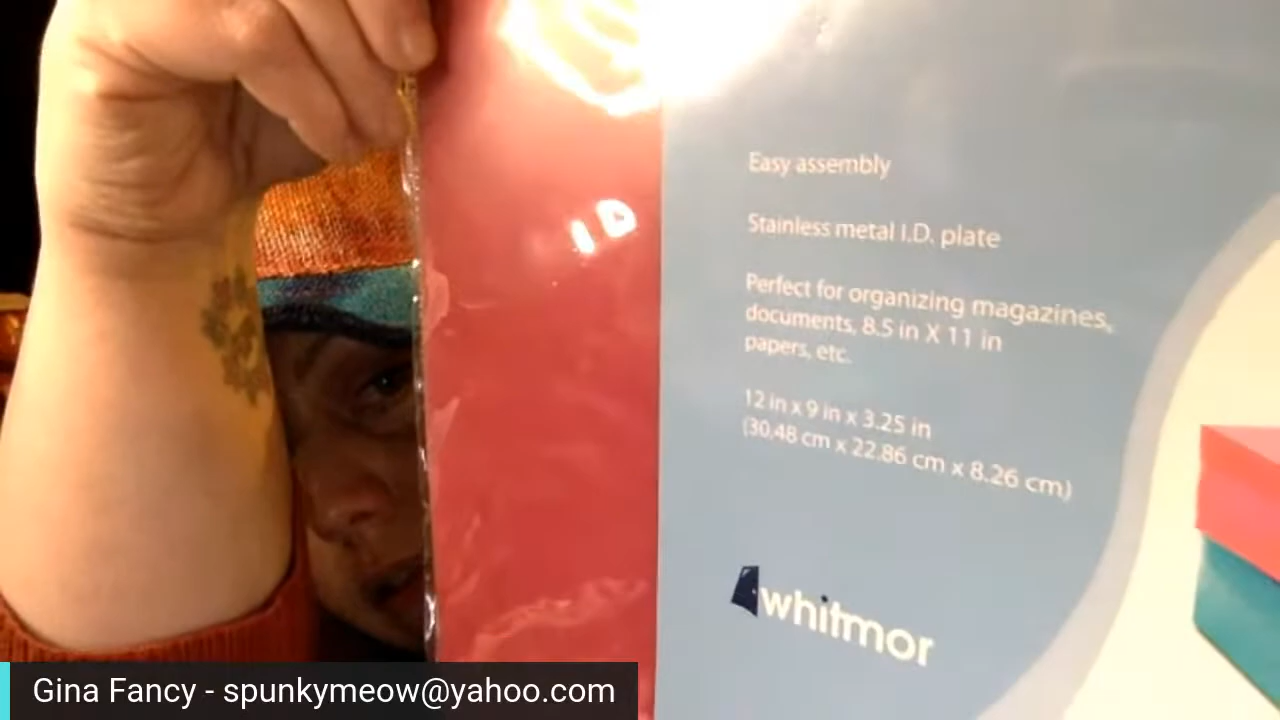 Easy assembly
Stainless metal I.D. plate
Perfect for organizing magazines,
documents, 8.5 in X 11 in
papers, etc.
12 in x 9 in x 3.25 in
(30.48 cm x 22.86 cm x 8.26 cm)
whitmor
Gina Fancy - spunkymeow@yahoo.com